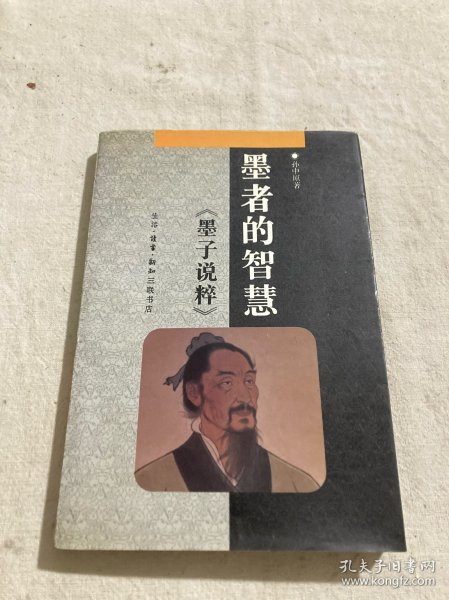 孙中原著
墨者的智慧
《墨子说粹》
生活·读书·新知三联书店
孔夫子旧书网
www.kongfz.com